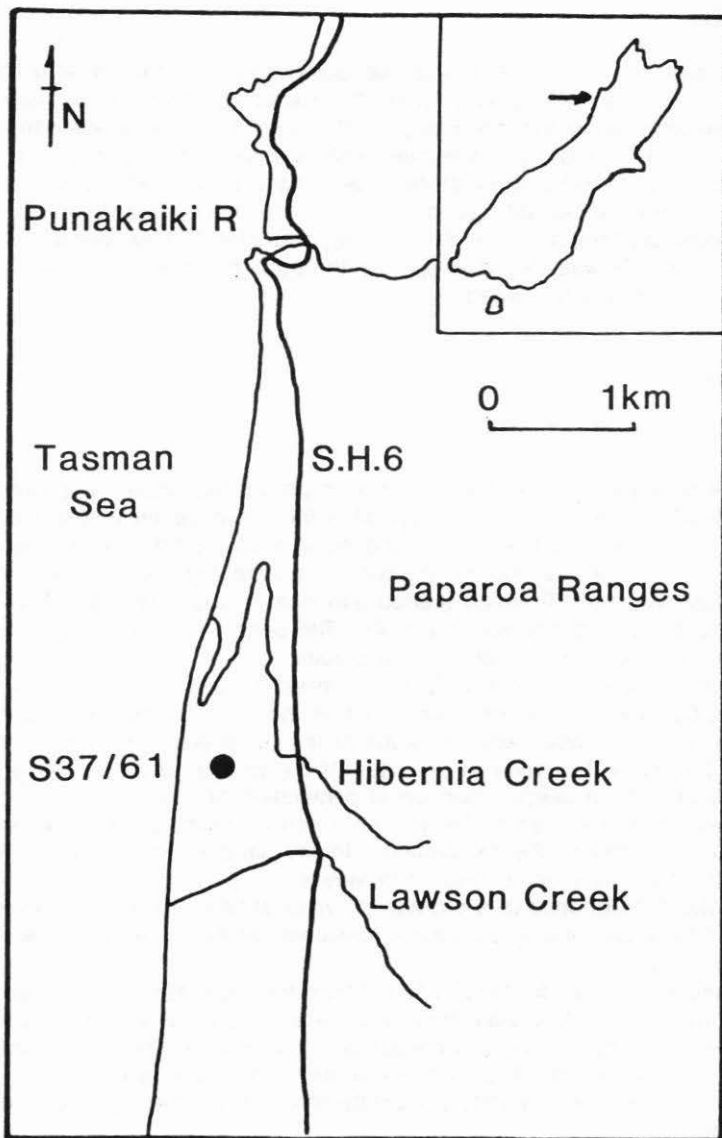 N
Punakaiki R
0 1km
Tasman
Sea
S.H.6
Paparoa Ranges
S37/61
Hibernia Creek
Lawson Creek